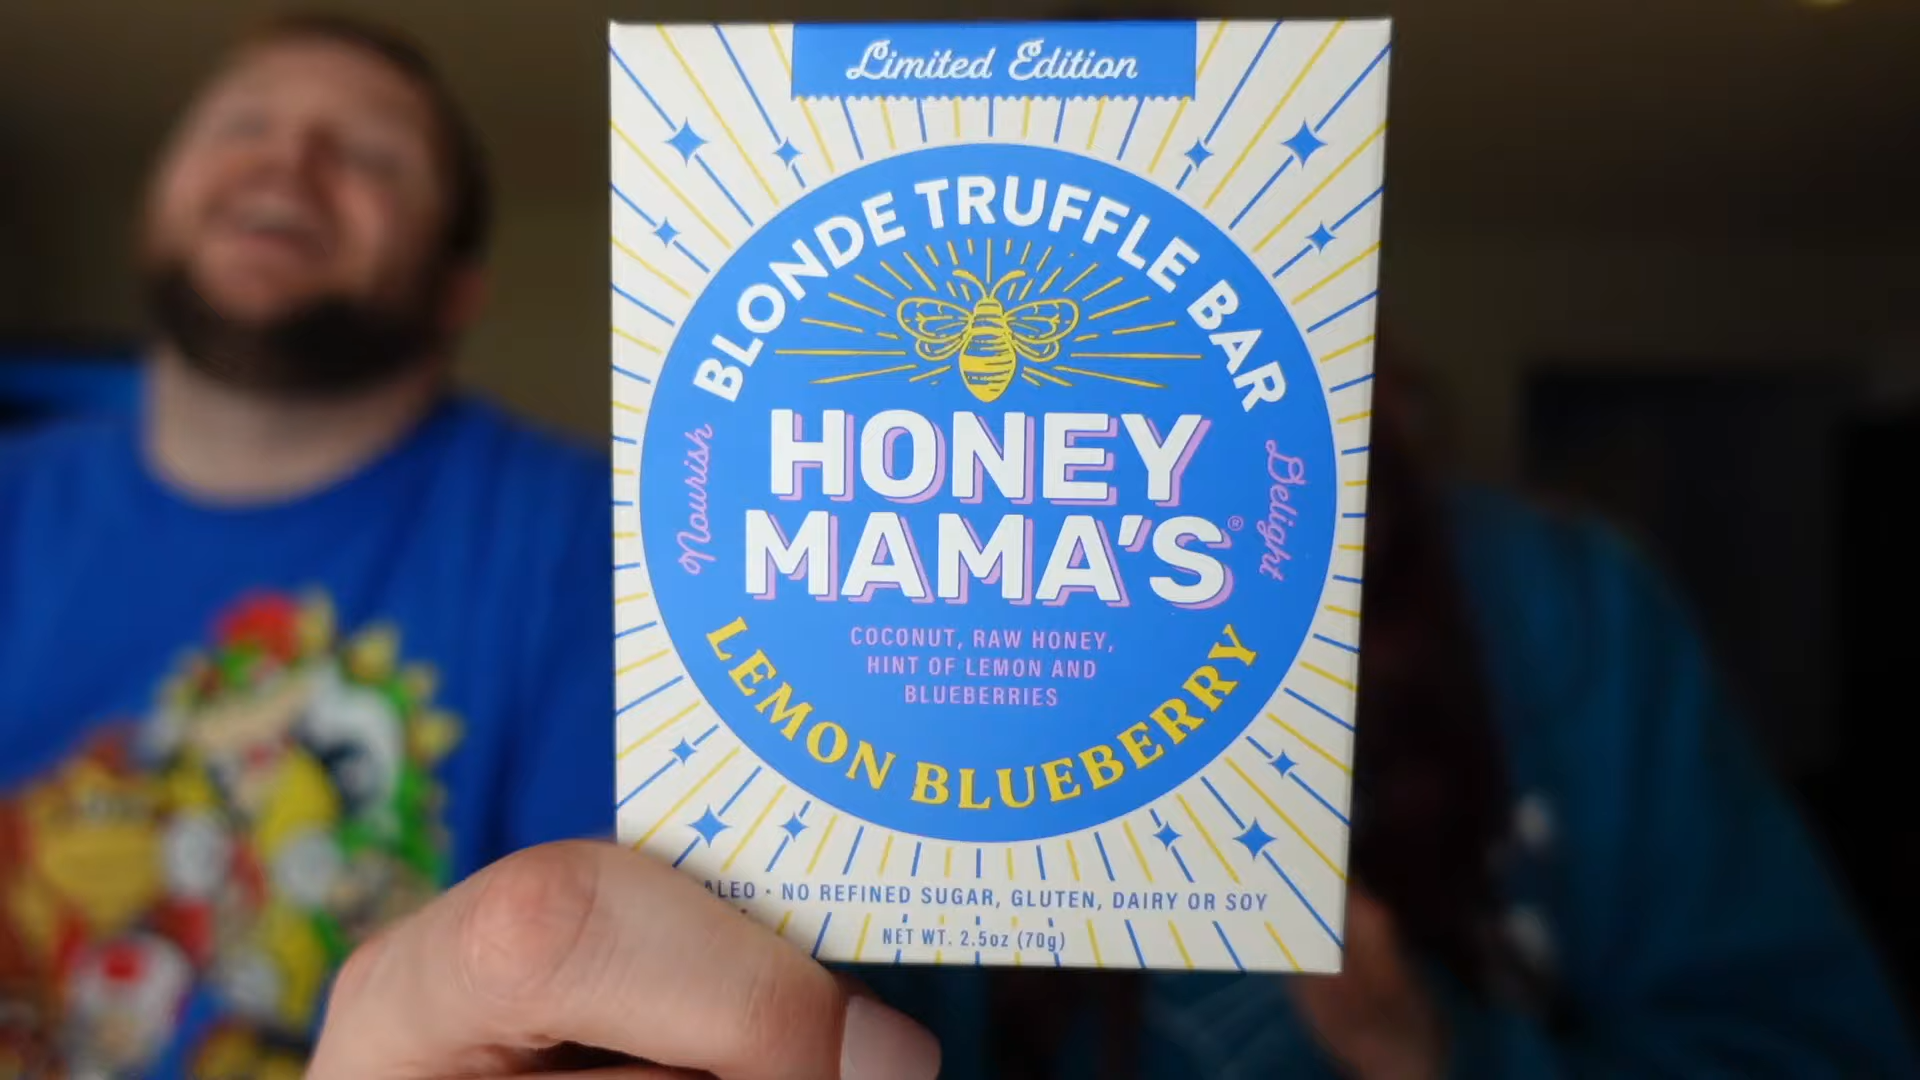 Limited Edition
BLONDE TRUFFLE BAR
Nourish
HONEY
MAMA'S®
Delight
COCONUT, RAW HONEY,
HINT OF LEMON AND
BLUEBERRIES
LEMON BLUEBERRY
ALEO • NO REFINED SUGAR, GLUTEN, DAIRY OR SOY
NET WT. 2.5oz (70g)